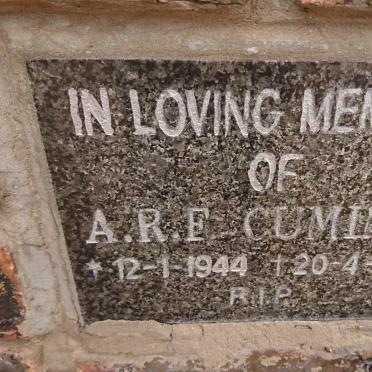 IN LOVING MEM
OF
A.R.F. CUMI
* 12-1-1944 † 20-4-
R.I.P.